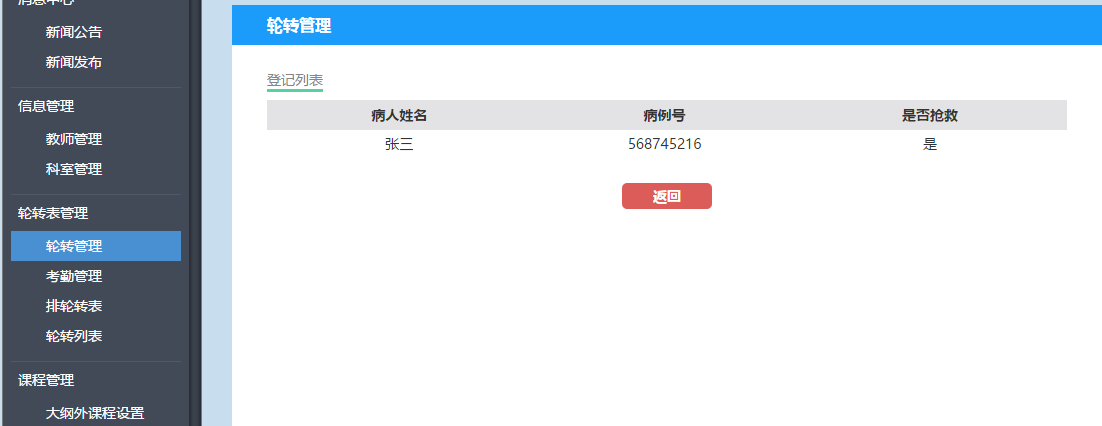 消息中心
新闻公告
新闻发布
信息管理
教师管理
科室管理
轮转表管理
轮转管理
考勤管理
排轮转表
轮转列表
课程管理
大纲外课程设置
轮转管理
登记列表
病人姓名 病例号 是否抢救
张三 568745216 是
返回